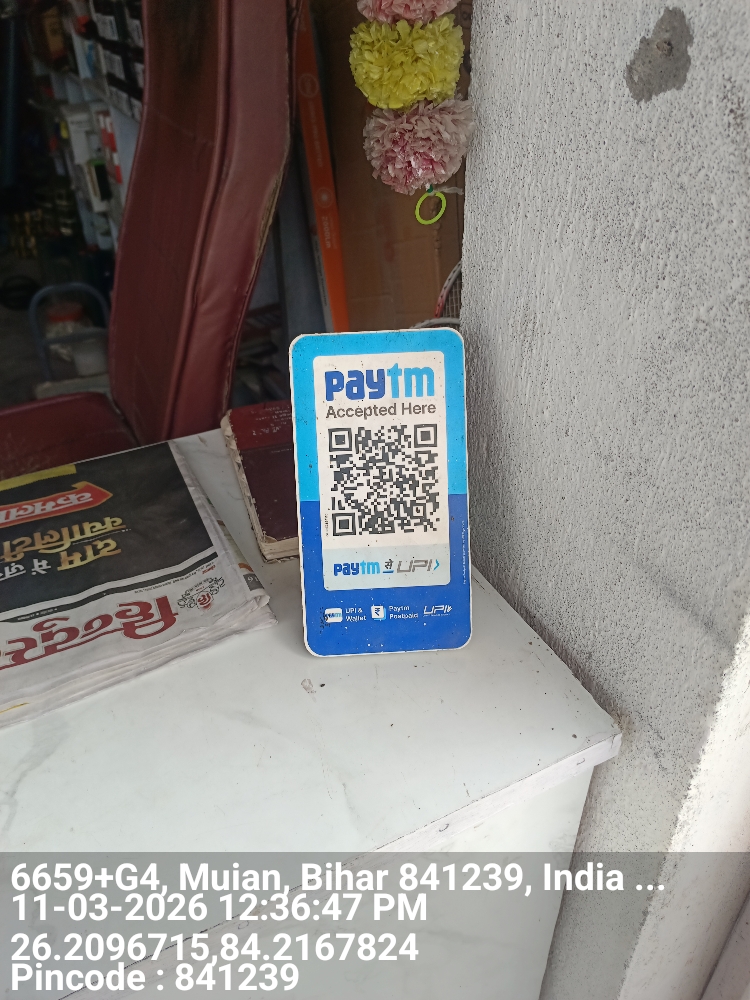 paytm
Accepted Here
paytm से UPI
UPI &
Wallet
Paytm
Postpaid
UPI
दाम में
क्वालिटी
हिन्दुस्
6659+G4, Muian, Bihar 841239, India ...
11-03-2026 12:36:47 PM
26.2096715,84.2167824
Pincode : 841239